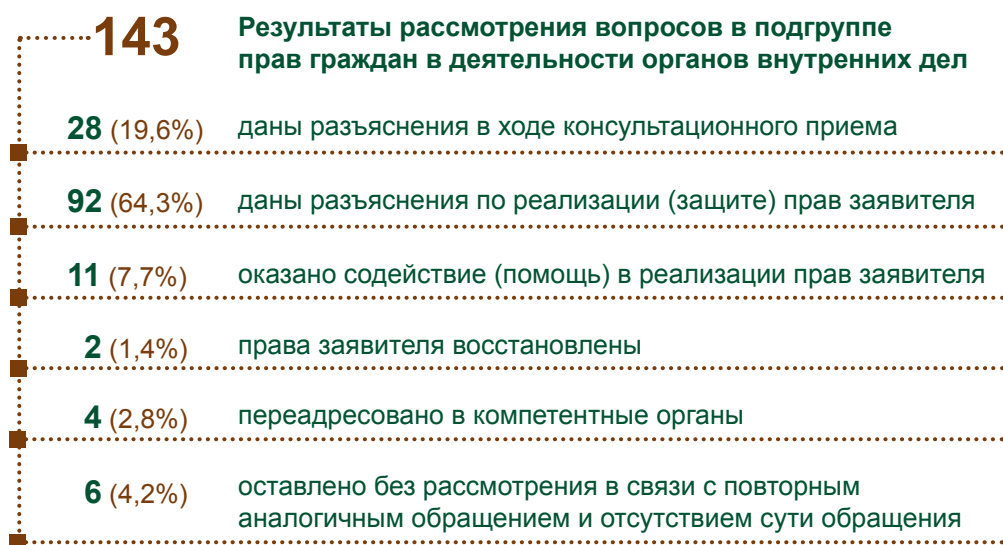 143 Результаты рассмотрения вопросов в подгруппе
прав граждан в деятельности органов внутренних дел
28 (19,6%) даны разъяснения в ходе консультационного приема
92 (64,3%) даны разъяснения по реализации (защите) прав заявителя
11 (7,7%) оказано содействие (помощь) в реализации прав заявителя
2 (1,4%) права заявителя восстановлены
4 (2,8%) переадресовано в компетентные органы
6 (4,2%) оставлено без рассмотрения в связи с повторным
аналогичным обращением и отсутствием сути обращения